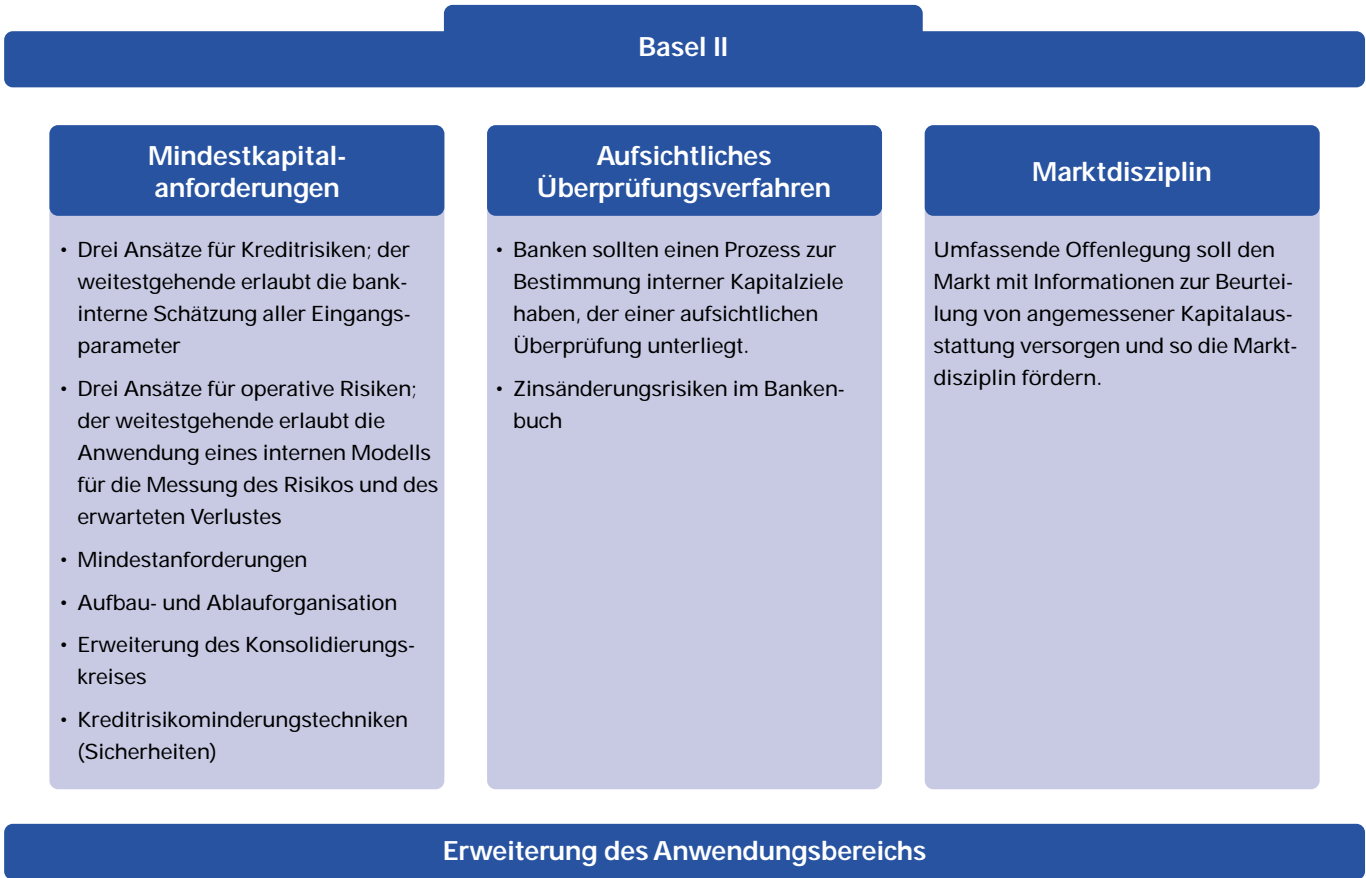 Basel II
Mindestkapital-
anforderungen
• Drei Ansätze für Kreditrisiken; der
weitestgehende erlaubt die bank-
interne Schätzung aller Eingangs-
parameter
• Drei Ansätze für operative Risiken;
der weitestgehende erlaubt die
Anwendung eines internen Modells
für die Messung des Risikos und des
erwarteten Verlustes
• Mindestanforderungen
• Aufbau- und Ablauforganisation
• Erweiterung des Konsolidierungs-
kreises
• Kreditrisikominderungstechniken
(Sicherheiten)
Aufsichtliches
Überprüfungsverfahren
• Banken sollten einen Prozess zur
Bestimmung interner Kapitalziele
haben, der einer aufsichtlichen
Überprüfung unterliegt.
• Zinsänderungsrisiken im Banken-
buch
Marktdisziplin
Umfassende Offenlegung soll den
Markt mit Informationen zur Beurtei-
lung von angemessener Kapitalaus-
stattung versorgen und so die Markt-
disziplin fördern.
Erweiterung des Anwendungsbereichs